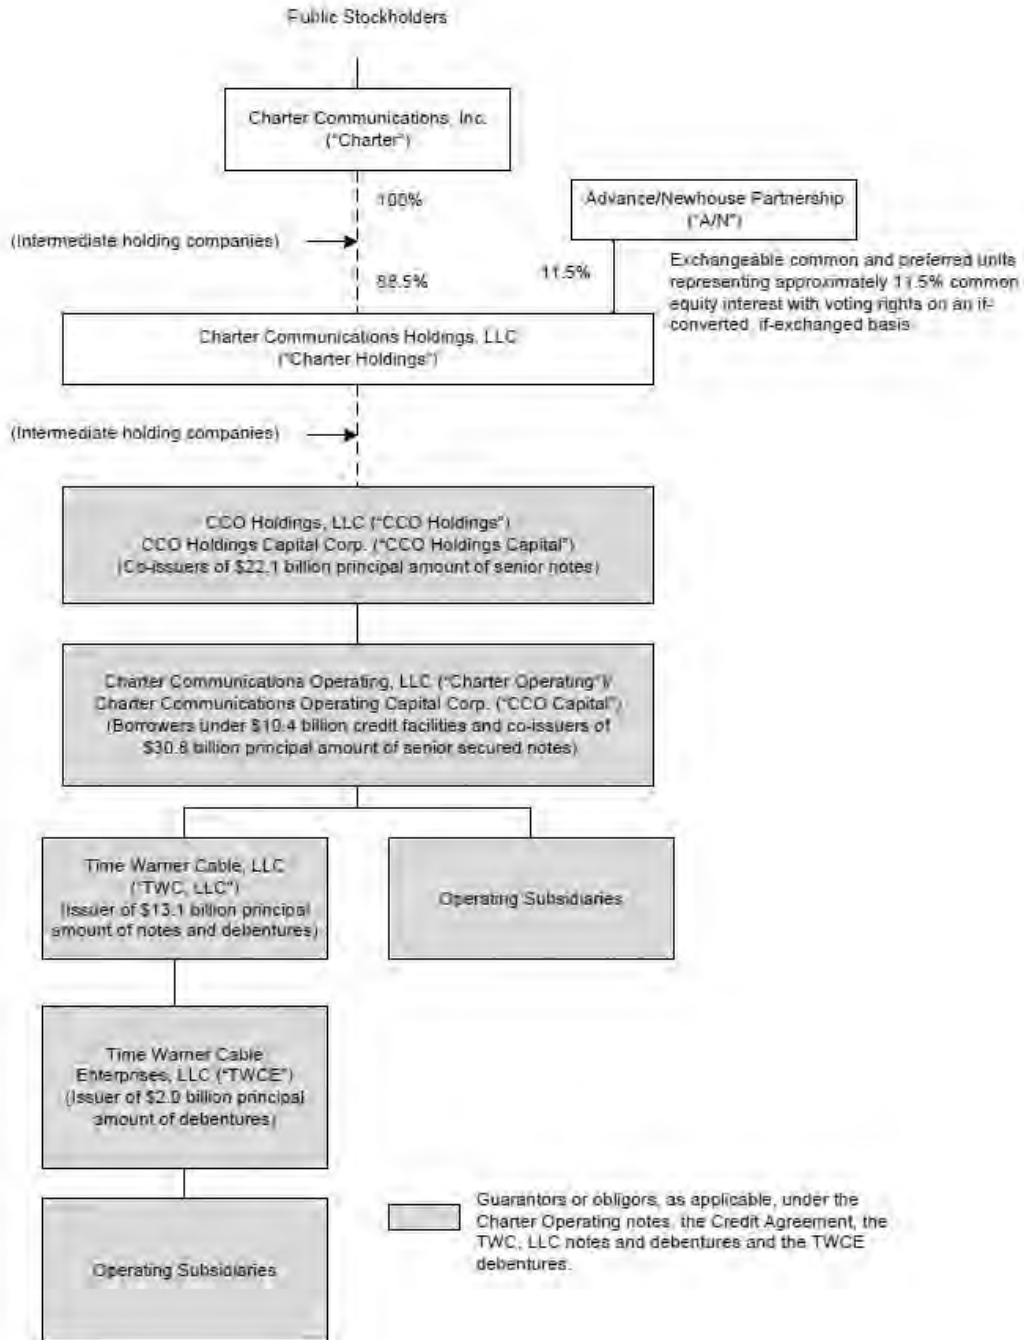 Public Stockholders
Charter Communications, Inc.
("Charter")
100%
Advance/Newhouse Partnership
("A/N")
(Intermediate holding companies)
88.5%
11.5%
Exchangeable common and preferred units
representing approximately 11.5% common
equity interest with voting rights on an if-
converted, if-exchanged basis
Charter Communications Holdings, LLC
("Charter Holdings")
(Intermediate holding companies)
CCO Holdings, LLC ("CCO Holdings")
CCO Holdings Capital Corp. ("CCO Holdings Capital")
(Co-issuers of $22.1 billion principal amount of senior notes)
Charter Communications Operating, LLC ("Charter Operating")/
Charter Communications Operating Capital Corp. ("CCO Capital")
(Borrowers under credit facilities and co-issuers of
billion principal amount of senior secured notes)
Time Warner Cable, LLC
("TWC, LLC")
(Issuer of $13.1 billion principal
amount of notes and debentures)
Operating Subsidiaries
Time Warner Cable
Enterprises, LLC ("TWCE")
(Issuer of billion principal
amount of debentures)
Operating Subsidiaries
Guarantors or obligors, as applicable, under the
Charter Operating notes, the Credit Agreement, the
TWC, LLC notes and debentures and the TWCE
debentures.